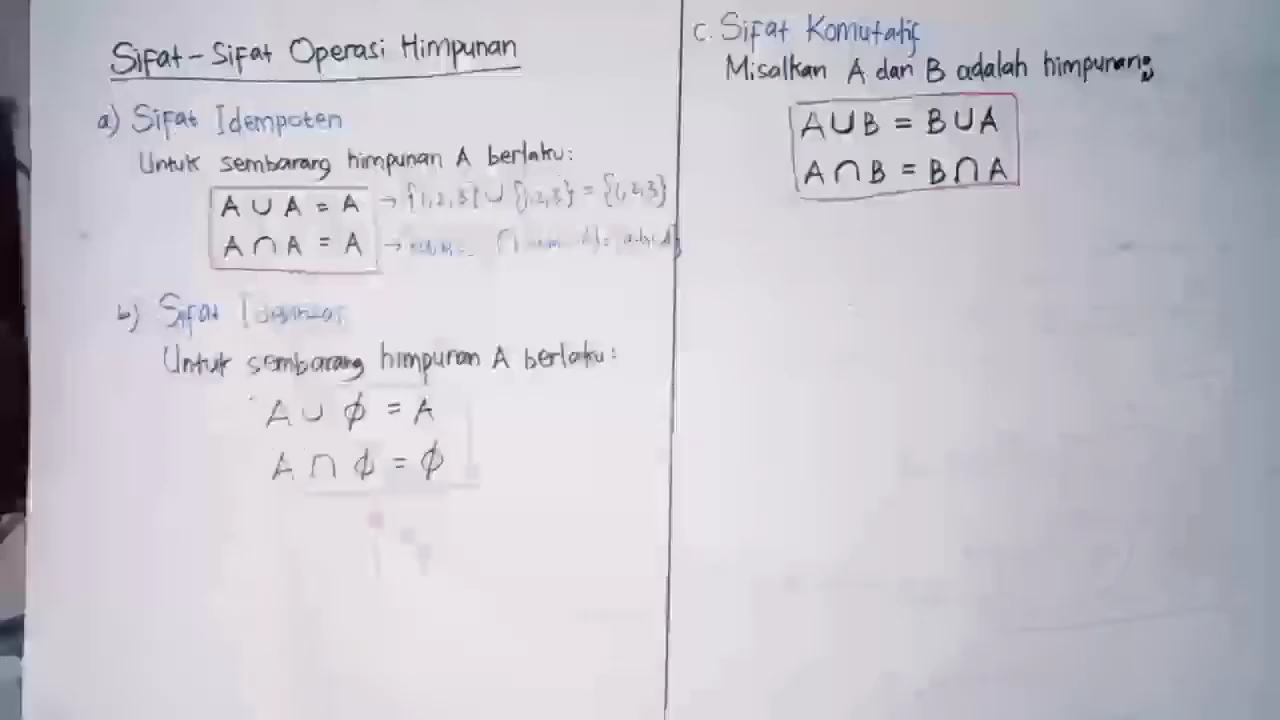 Sifat-Sifat Operasi Himpunan
a) Sifat Idempoten
Untuk sembarang himpunan A berlaku:
A ∪ A = A → {1,2,3} ∪ {1,2,3} = {1,2,3}
A ∩ A = A →
b) Sifat
Untuk sembarang himpunan A berlaku:
A ∪ ϕ = A
A ∩ ϕ = ϕ
c. Sifat Komutatif
Misalkan A dan B adalah himpunan2
A ∪ B = B ∪ A
A ∩ B = B ∩ A